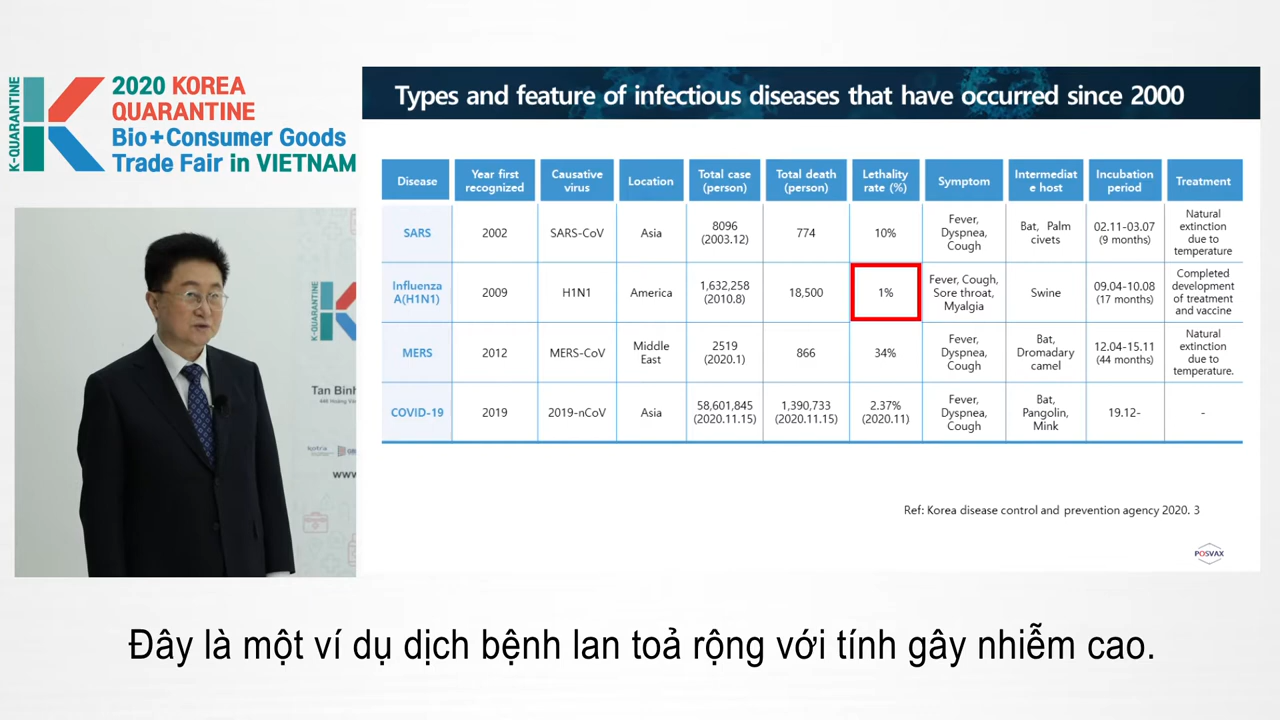 K-QUARANTINE
2020 KOREA
QUARANTINE
Bio+Consumer Goods
Trade Fair in VIETNAM
Types and feature of infectious diseases that have occurred since 2000
Disease
Year first
recognized
Causative
virus
Location
Total case
(person)
Total death
(person)
Lethality
rate (%)
Symptom
Intermediat
e host
Incubation
period
Treatment
SARS
2002
SARS-CoV
Asia
8096
(2003.12)
774
10%
Fever,
Dyspnea,
Cough
Bat, Palm
civets
02.11-03.07
(9 months)
Natural
extinction
due to
temperature
Influenza
A(H1N1)
2009
H1N1
America
1,632,258
(2010.8)
18,500
1%
Fever, Cough,
Sore throat,
Myalgia
Swine
09.04-10.08
(17 months)
Completed
development
of treatment
and vaccine
MERS
2012
MERS-CoV
Middle
East
2519
(2020.1)
866
34%
Fever,
Dyspnea,
Cough
Bat,
Dromadary
camel
12.04-15.11
(44 months)
Natural
extinction
due to
temperature.
COVID-19
2019
2019-nCoV
Asia
58,601,845
(2020.11.15)
1,390,733
(2020.11.15)
2.37%
(2020.11)
Fever,
Dyspnea,
Cough
Bat,
Pangolin,
Mink
19.12-
-
Ref: Korea disease control and prevention agency 2020. 3
POSVAX
K-QUARANTINE
Tan Binh
www
Đây là một ví dụ dịch bệnh lan toả rộng với tính gây nhiễm cao.